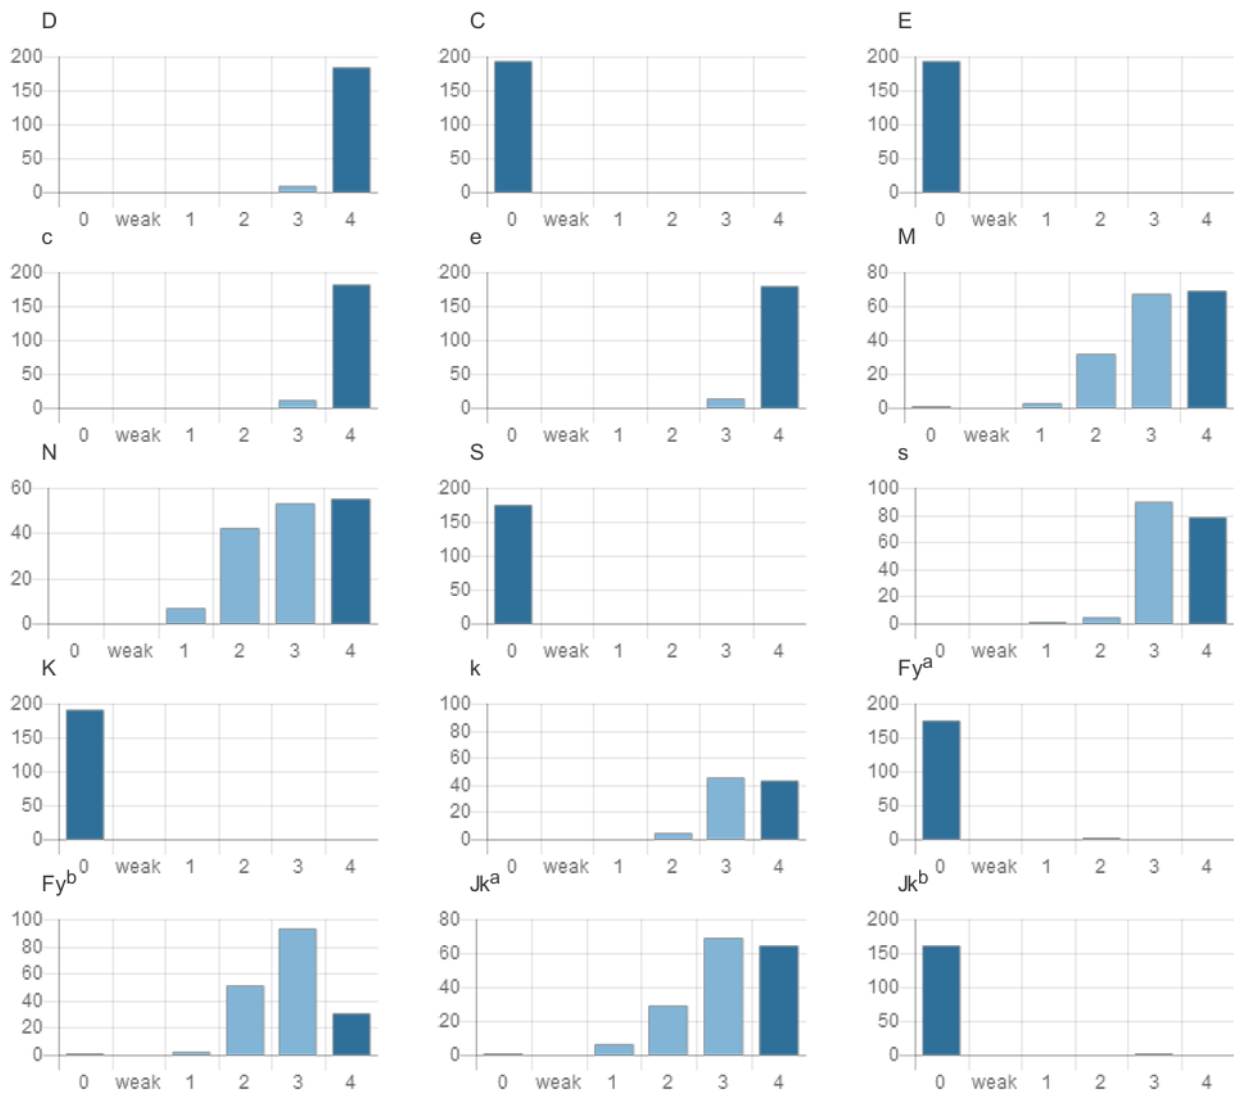 D C E
200 200 200
150 150 150
100 100 100
50 50 50
0 0 0
0 weak 1 2 3 4 0 weak 1 2 3 4 0 weak 1 2 3 4
c e M
200 200 80
150 150 60
100 100 40
50 50 20
0 0 0
0 weak 1 2 3 4 0 weak 1 2 3 4 0 weak 1 2 3 4
N S s
60 200 100
40 150 80
20 100 60
0 50 40
0 20
0
0 weak 1 2 3 4 0 weak 1 2 3 4 0 weak 1 2 3 4
K k Fyᵃ
200 100 200
150 80 150
100 60 100
50 40 50
0 20 0
0
0 weak 1 2 3 4 0 weak 1 2 3 4 0 weak 1 2 3 4
Fyᵇ Jkᵃ Jkᵇ
100 80 200
80 60 150
60 40 100
40 20 50
20 0 0
0
0 weak 1 2 3 4 0 weak 1 2 3 4 0 weak 1 2 3 4